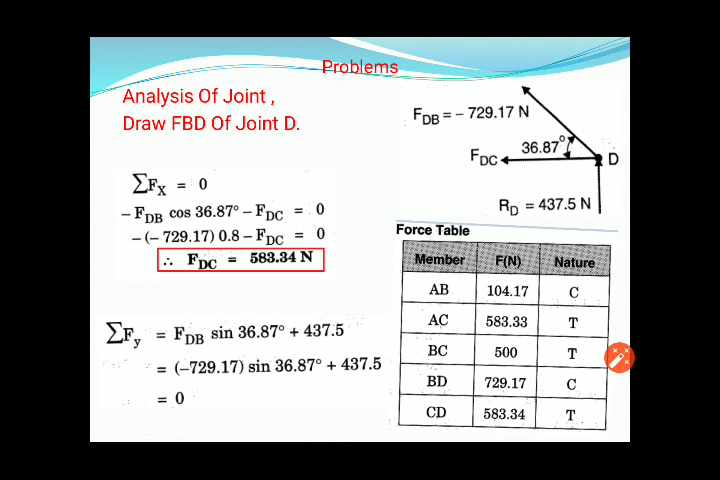 Problems
Analysis Of Joint ,
Draw FBD Of Joint D.
∑F_X = 0
– F_DB cos 36.87° – F_DC = 0
– (– 729.17) 0.8 – F_DC = 0
∴ F_DC = 583.34 N
∑F_y = F_DB sin 36.87° + 437.5
= (–729.17) sin 36.87° + 437.5
= 0
F_DB = – 729.17 N
36.87°
F_DC
D
R_D = 437.5 N
Force Table
Member F(N) Nature
AB 104.17 C
AC 583.33 T
BC 500 T
BD 729.17 C
CD 583.34 T